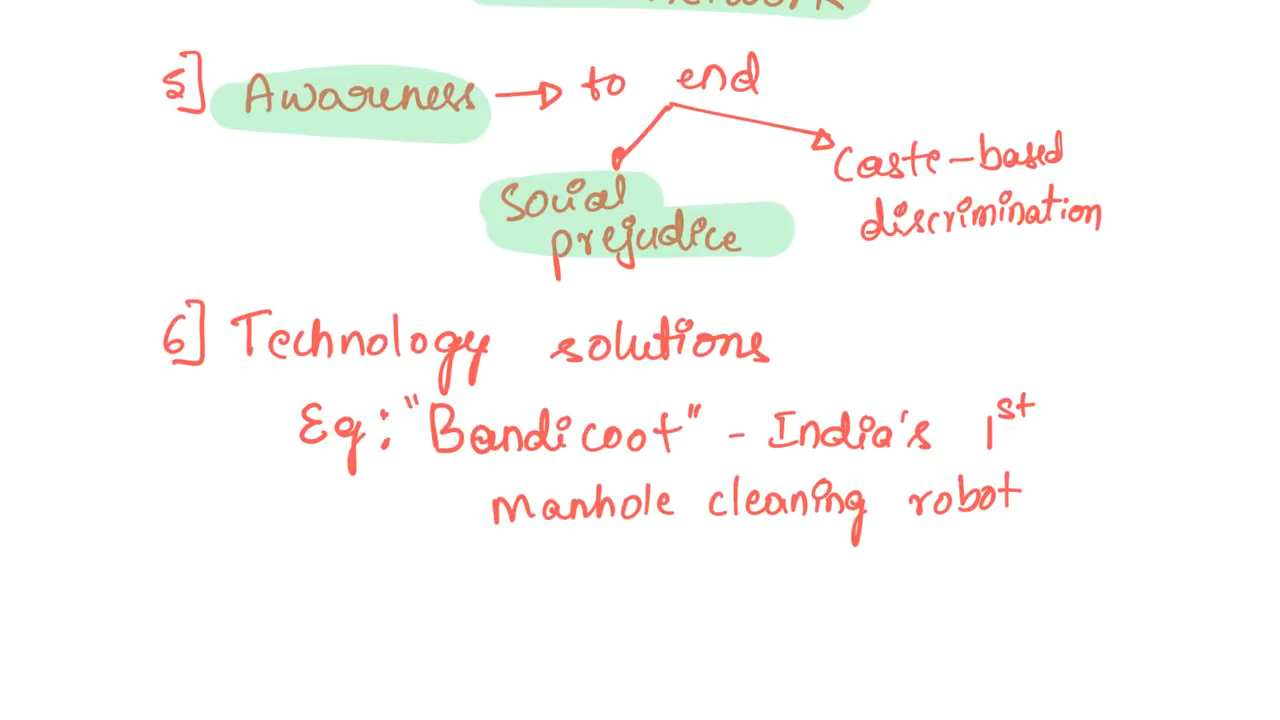 5] Awareness → to end
Social prejudice
Caste-based discrimination
6] Technology solutions
Eg: "Bandicoot" - India's 1st
manhole cleaning robot